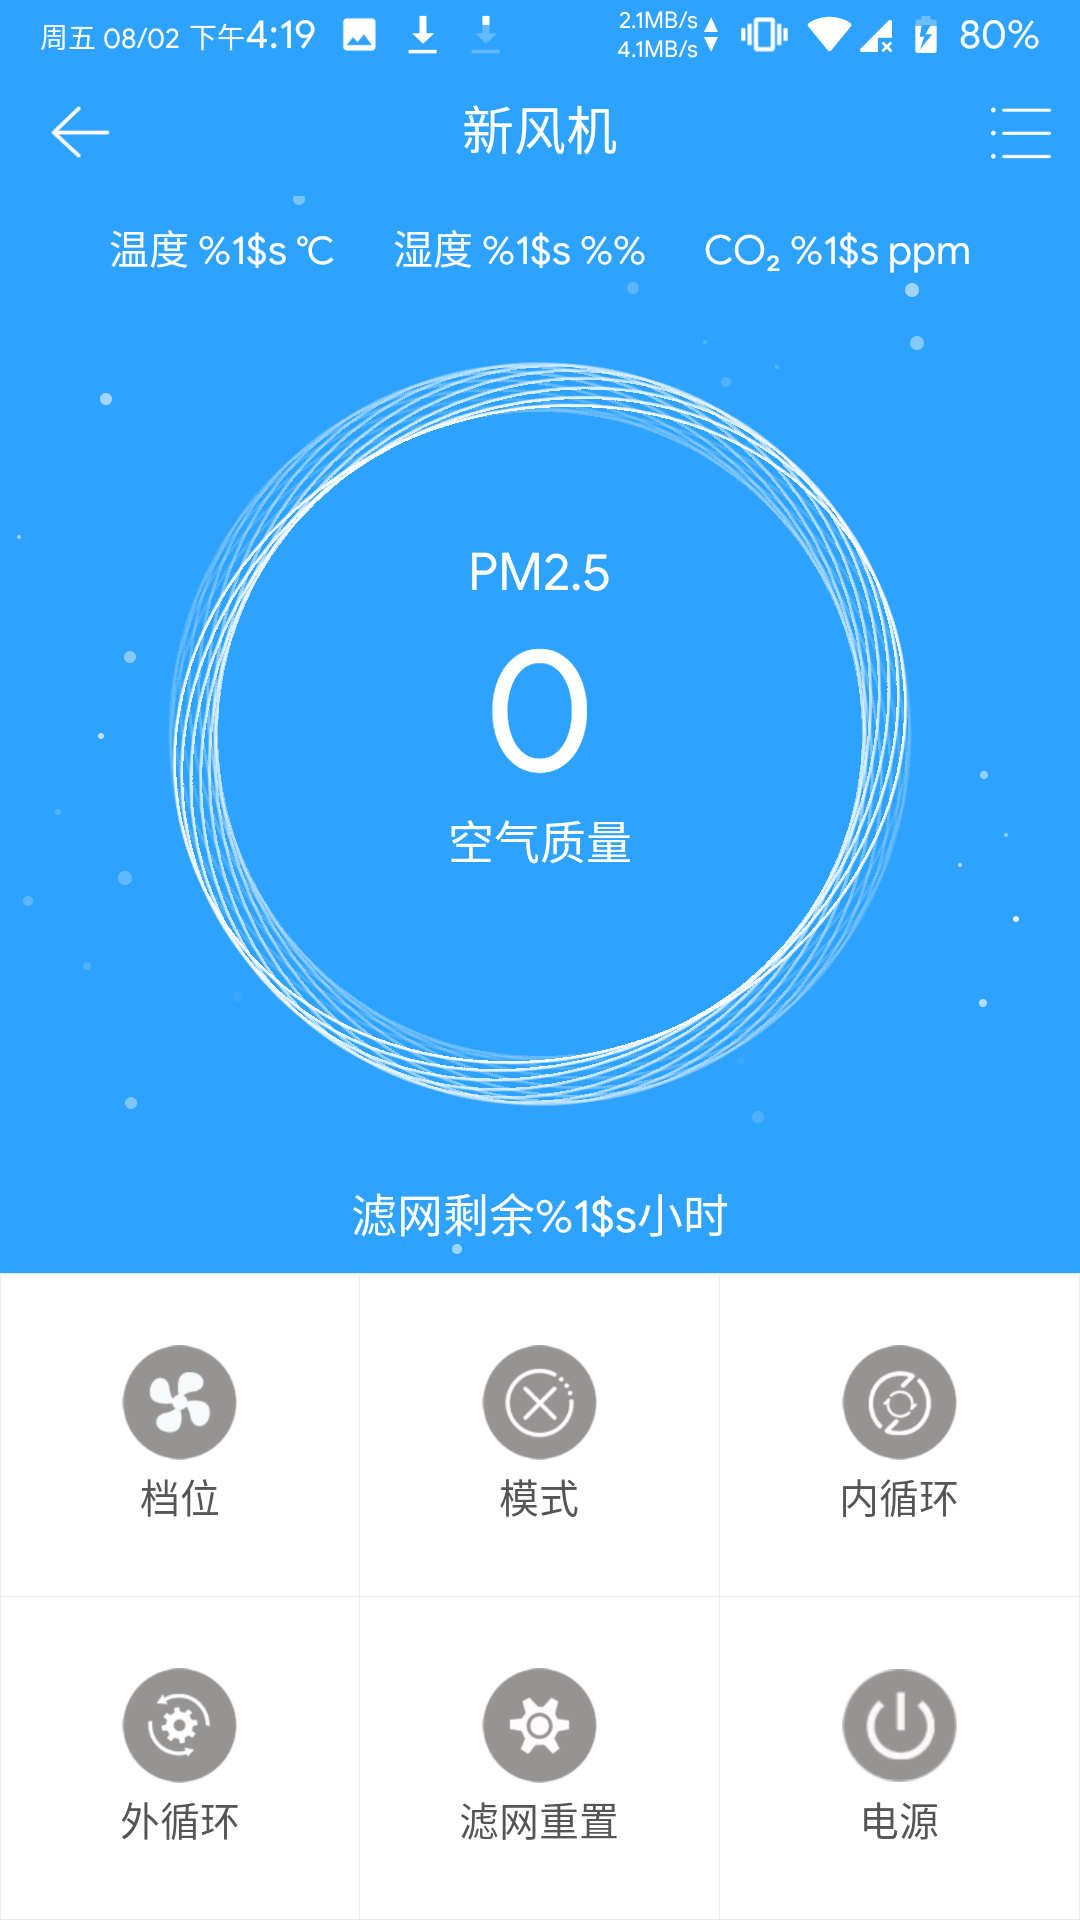 周五 08/02 下午4:19 2.1MB/s 4.1MB/s 80%
新风机
温度 %1$s ℃ 湿度 %1$s %% CO₂ %1$s ppm
PM2.5
0
空气质量
滤网剩余%1$s小时
档位 模式 内循环
外循环 滤网重置 电源